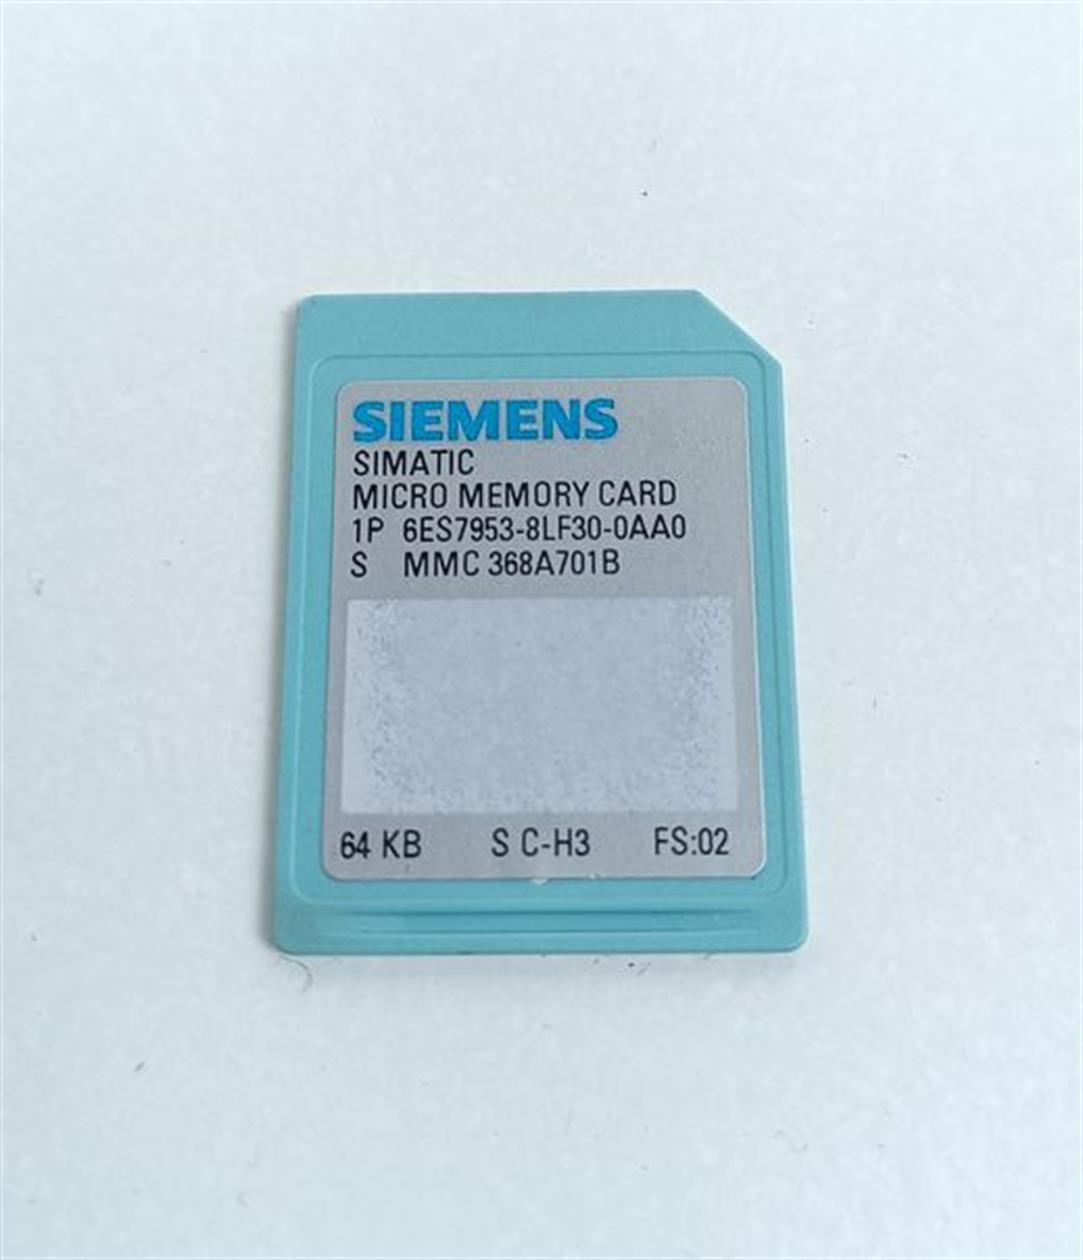 SIEMENS
SIMATIC
MICRO MEMORY CARD
1P 6ES7953-8LF30-0AA0
S MMC 368A701B
64 KB S C-H3 FS:02